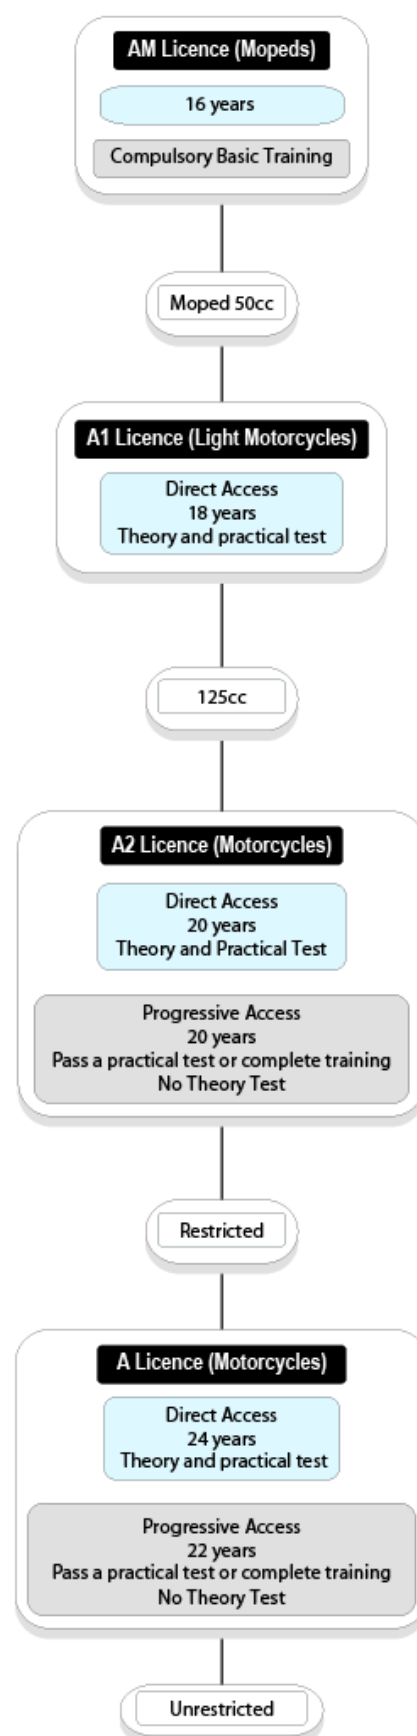 AM Licence (Mopeds)
16 years
Compulsory Basic Training
Moped 50cc
A1 Licence (Light Motorcycles)
Direct Access
18 years
Theory and practical test
125cc
A2 Licence (Motorcycles)
Direct Access
20 years
Theory and Practical Test
Progressive Access
20 years
Pass a practical test or complete training
No Theory Test
Restricted
A Licence (Motorcycles)
Direct Access
24 years
Theory and practical test
Progressive Access
22 years
Pass a practical test or complete training
No Theory Test
Unrestricted